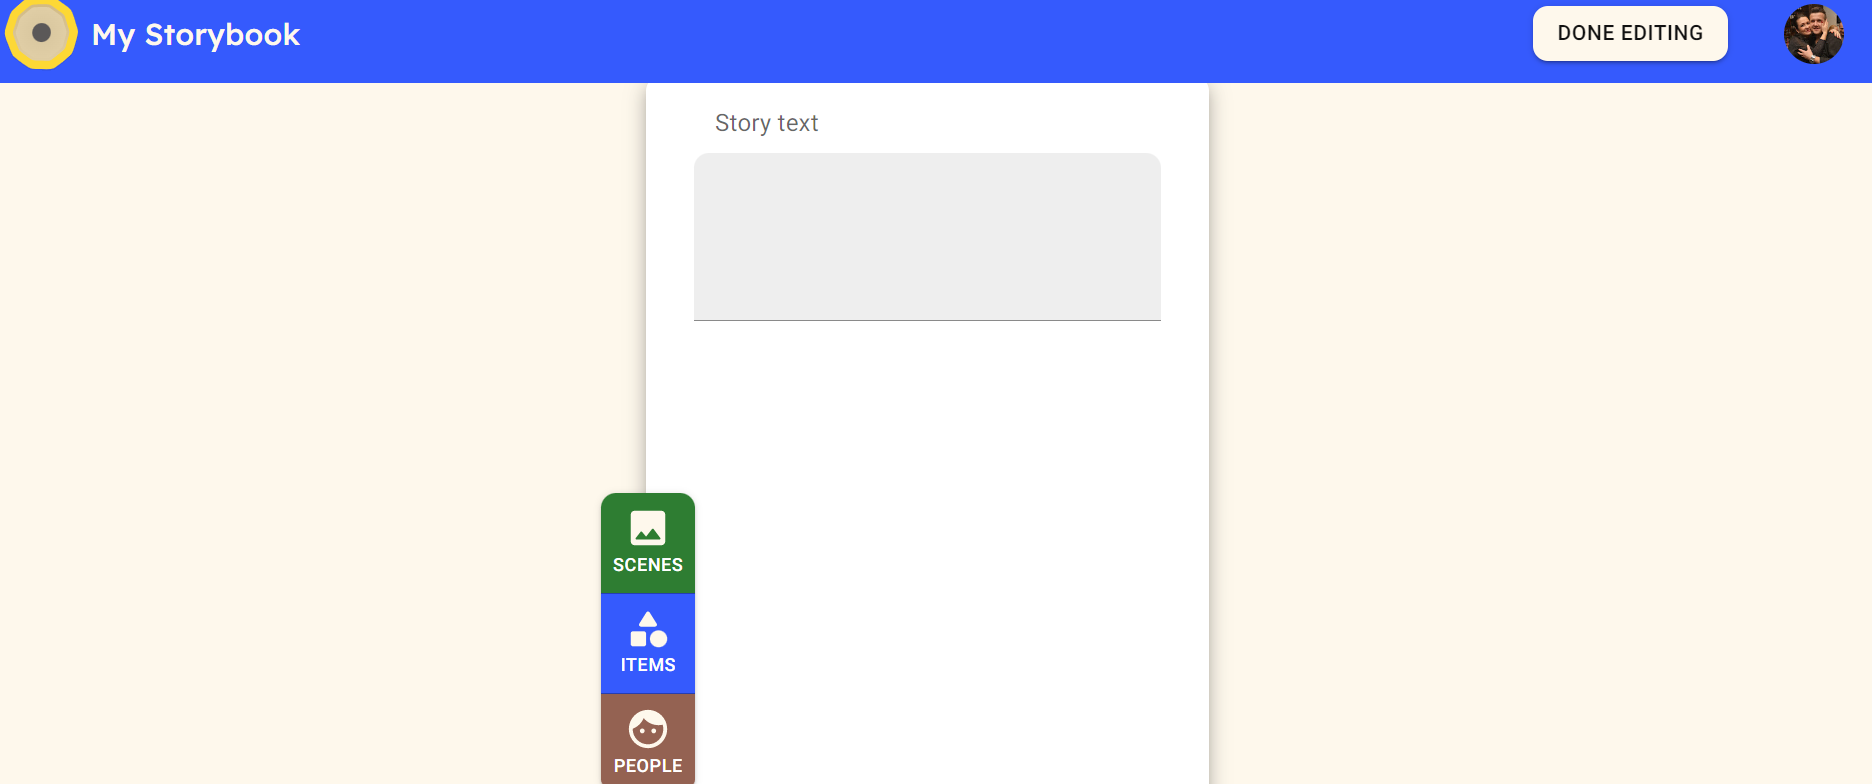 My Storybook
DONE EDITING
Story text
SCENES
ITEMS
PEOPLE